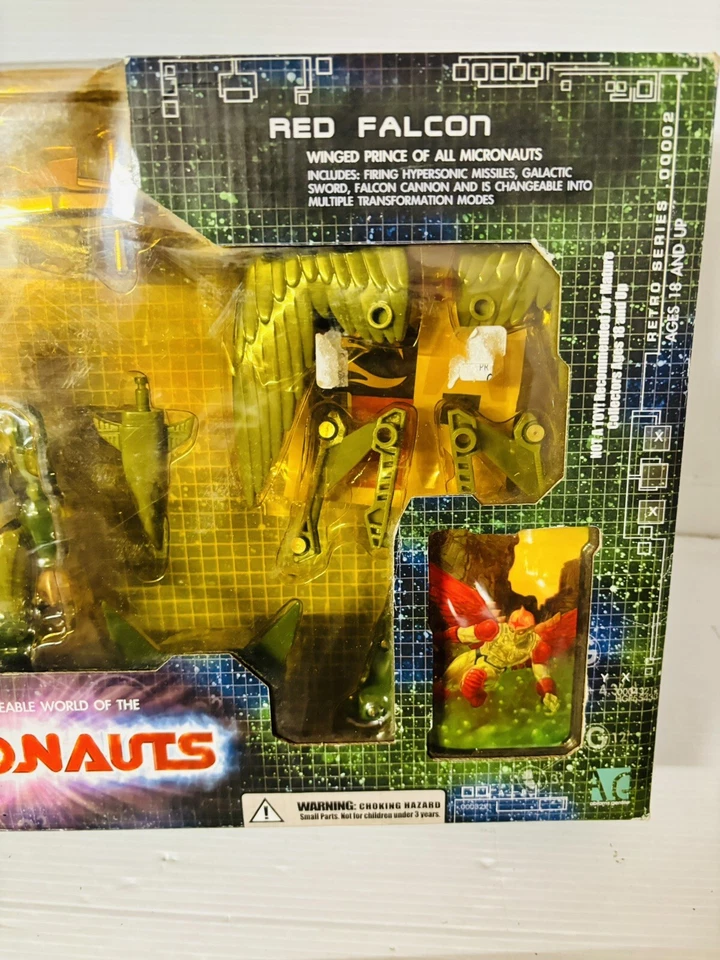 RED FALCON
WINGED PRINCE OF ALL MICRONAUTS
INCLUDES: FIRING HYPERSONIC MISSILES, GALACTIC
SWORD, FALCON CANNON AND IS CHANGEABLE INTO
MULTIPLE TRANSFORMATION MODES
RETRO SERIES .00002
AGES 18 AND UP
NOT A TOY! Recommended for Mature
Collectors Ages 18 and Up
X
X
Y X
EABLE WORLD OF THE
ONAUTS
WARNING: CHOKING HAZARD
Small Parts. Not for children under 3 years.